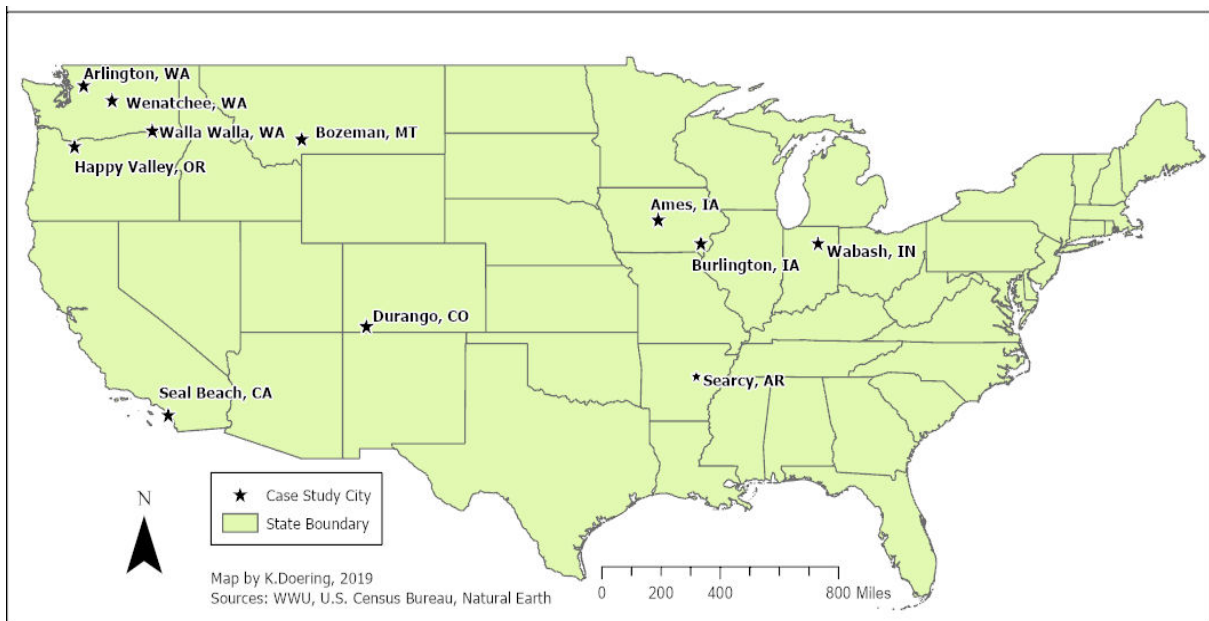 Arlington, WA
Wenatchee, WA
Walla Walla, WA
Bozeman, MT
Happy Valley, OR
Ames, IA
Burlington, IA
Wabash, IN
Durango, CO
Searcy, AR
Seal Beach, CA
N
Case Study City
State Boundary
Map by K.Doering, 2019
Sources: WWU, U.S. Census Bureau, Natural Earth
0 200 400 800 Miles